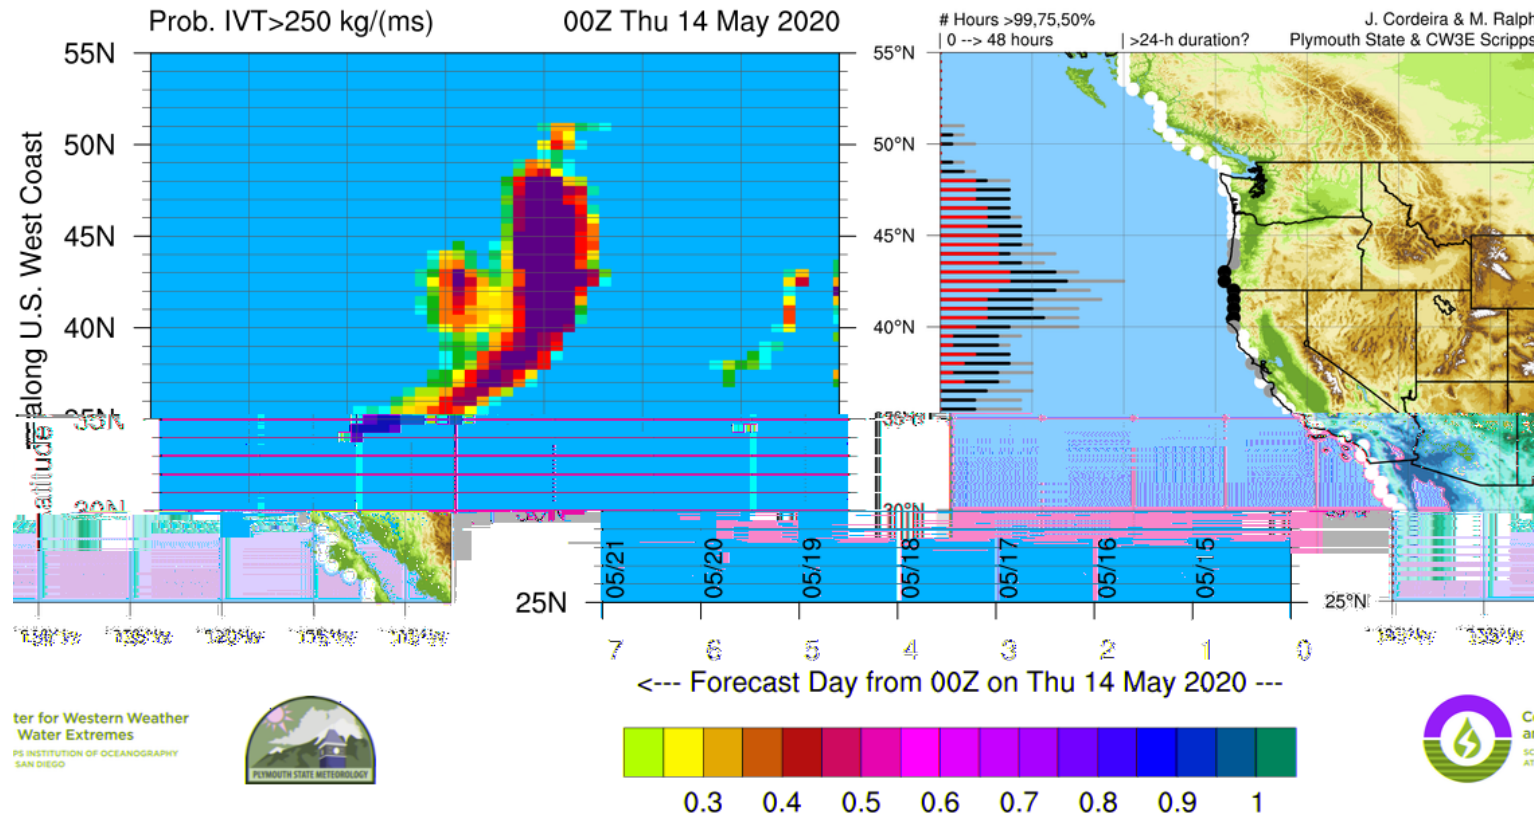 Prob. IVT>250 kg/(ms)
00Z Thu 14 May 2020
# Hours >99,75,50%
| 0 --> 48 hours
| >24-h duration?
J. Cordeira & M. Ralph
Plymouth State & CW3E Scripps
along U.S. West Coast
55N
50N
45N
40N
35N
25N
55°N
50°N
45°N
40°N
25°N
05/21
05/20
05/19
05/18
05/17
05/16
05/15
7 6 5 4 3 2 1 0
<--- Forecast Day from 00Z on Thu 14 May 2020 ---
0.3 0.4 0.5 0.6 0.7 0.8 0.9 1
ter for Western Weather
Water Extremes
PS INSTITUTION OF OCEANOGRAPHY
SAN DIEGO
PLYMOUTH STATE METEOROLOGY